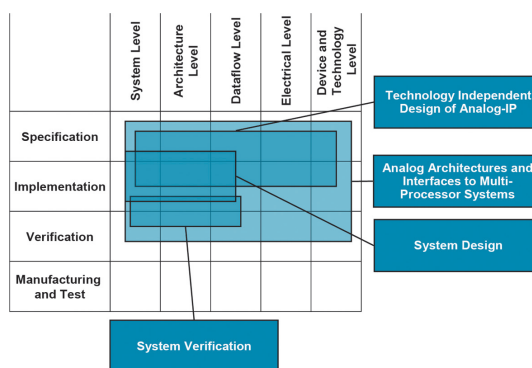 System Level
Architecture
Level
Dataflow Level
Electrical Level
Device and
Technology
Level
Specification
Implementation
Verification
Manufacturing
and Test
Technology Independent
Design of Analog-IP
Analog Architectures and
Interfaces to Multi-
Processor Systems
System Design
System Verification